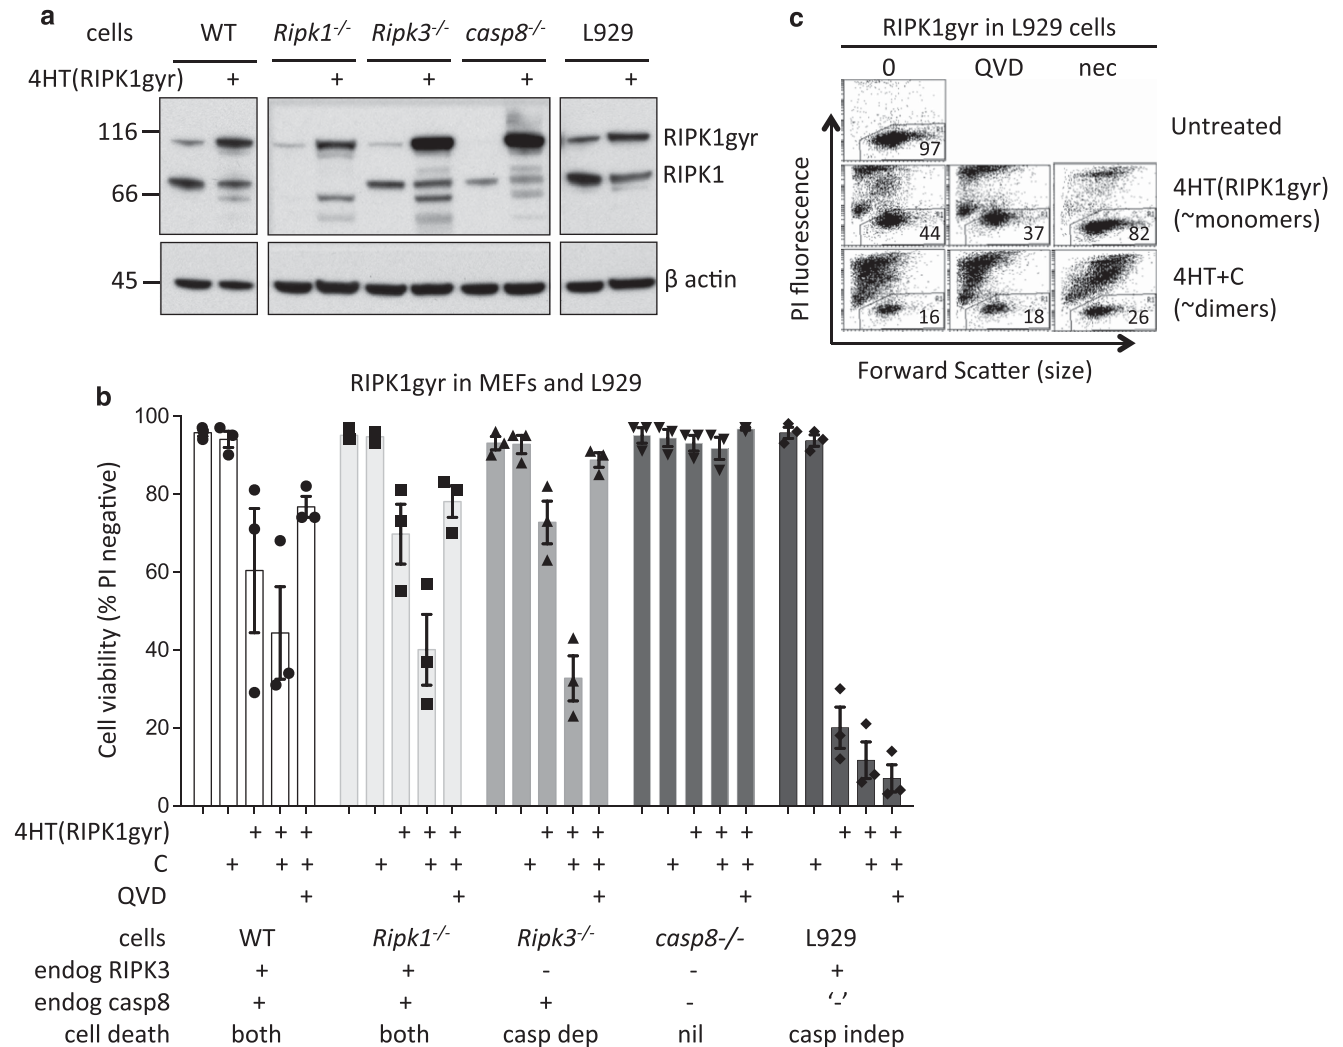 a
cells WT Ripk1-/- Ripk3-/- casp8-/- L929
4HT(RIPK1gyr) + + + + +
116
66
45
RIPK1gyr
RIPK1
β actin
c
RIPK1gyr in L929 cells
0 QVD nec
97
Untreated
44 37 82
4HT(RIPK1gyr)
(~monomers)
16 18 26
4HT+C
(~dimers)
PI fluorescence
Forward Scatter (size)
b
RIPK1gyr in MEFs and L929
Cell viability (% PI negative)
100
80
60
40
20
0
4HT(RIPK1gyr) + + + + + + + + + + + + + + +
C + + + + + + + + + + + + + + +
QVD + + + + +
cells WT Ripk1-/- Ripk3-/- casp8-/- L929
endog RIPK3 + + - - +
endog casp8 + + + - ‘-’
cell death both both casp dep nil casp indep